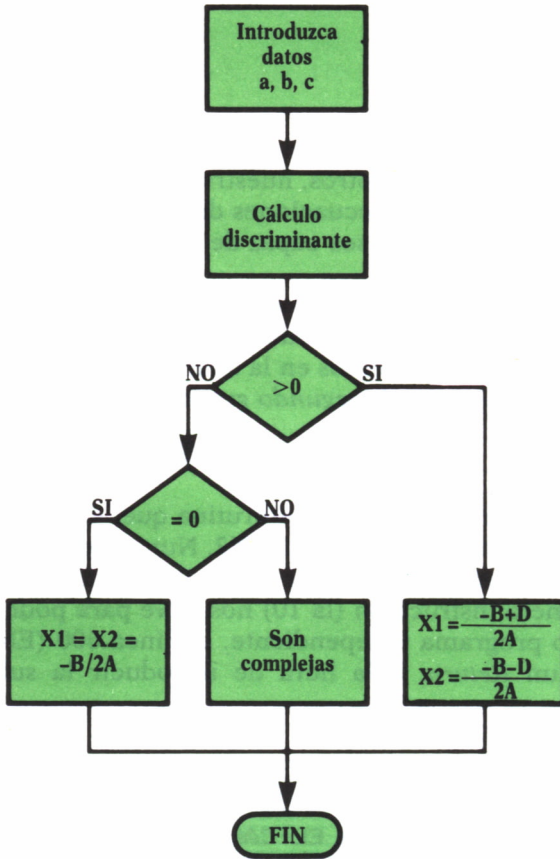 Introduzca
datos
a, b, c
Cálculo
discriminante
NO
>0
SI
SI
= 0
NO
X1 = X2 =
-B/2A
Son
complejas
X1 = -B+D
2A
X2 = -B-D
2A
FIN